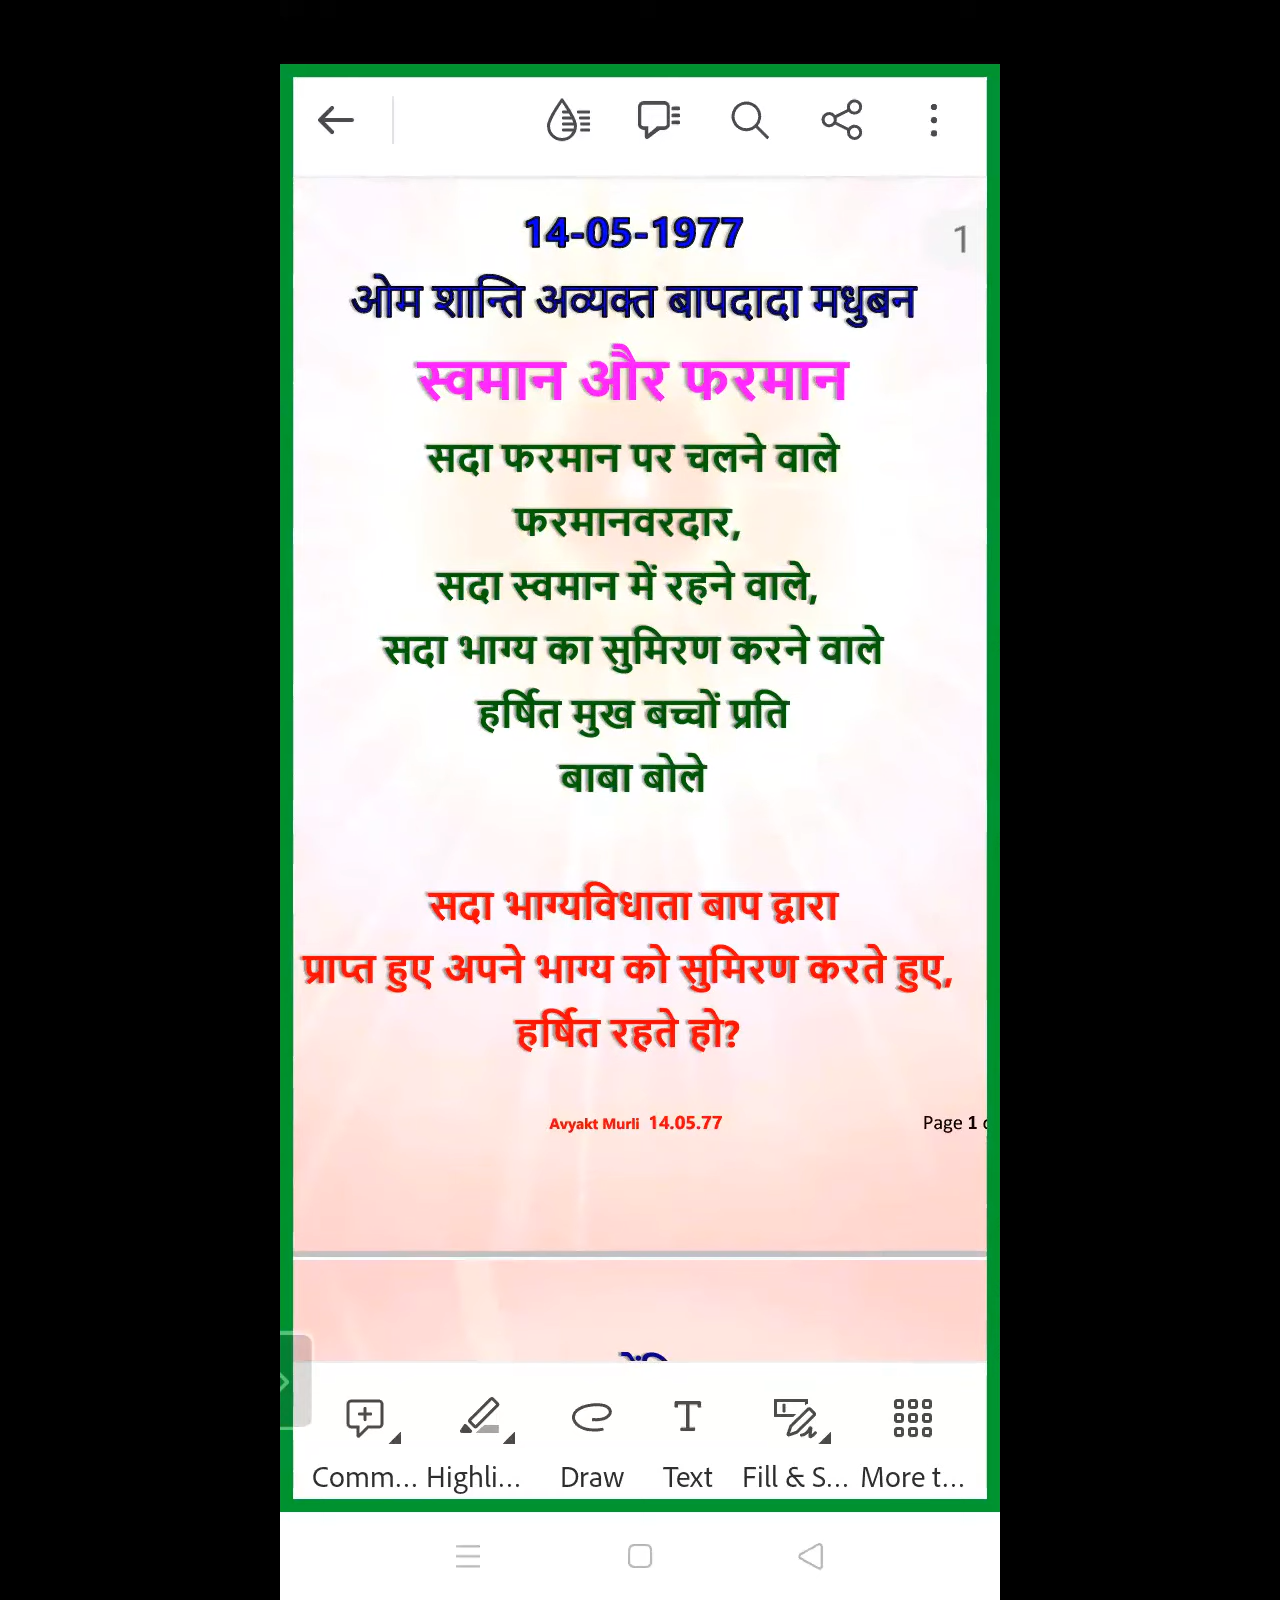 14-05-1977
1
ओम शान्ति अव्यक्त बापदादा मधुबन
स्वमान और फरमान
सदा फरमान पर चलने वाले
फरमानवरदार,
सदा स्वमान में रहने वाले,
सदा भाग्य का सुमिरण करने वाले
हर्षित मुख बच्चों प्रति
बाबा बोले
सदा भाग्यविधाता बाप द्वारा
प्राप्त हुए अपने भाग्य को सुमिरण करते हुए,
हर्षित रहते हो?
Avyakt Murli 14.05.77 Page 1
Comm... Highli... Draw Text Fill & S... More t...